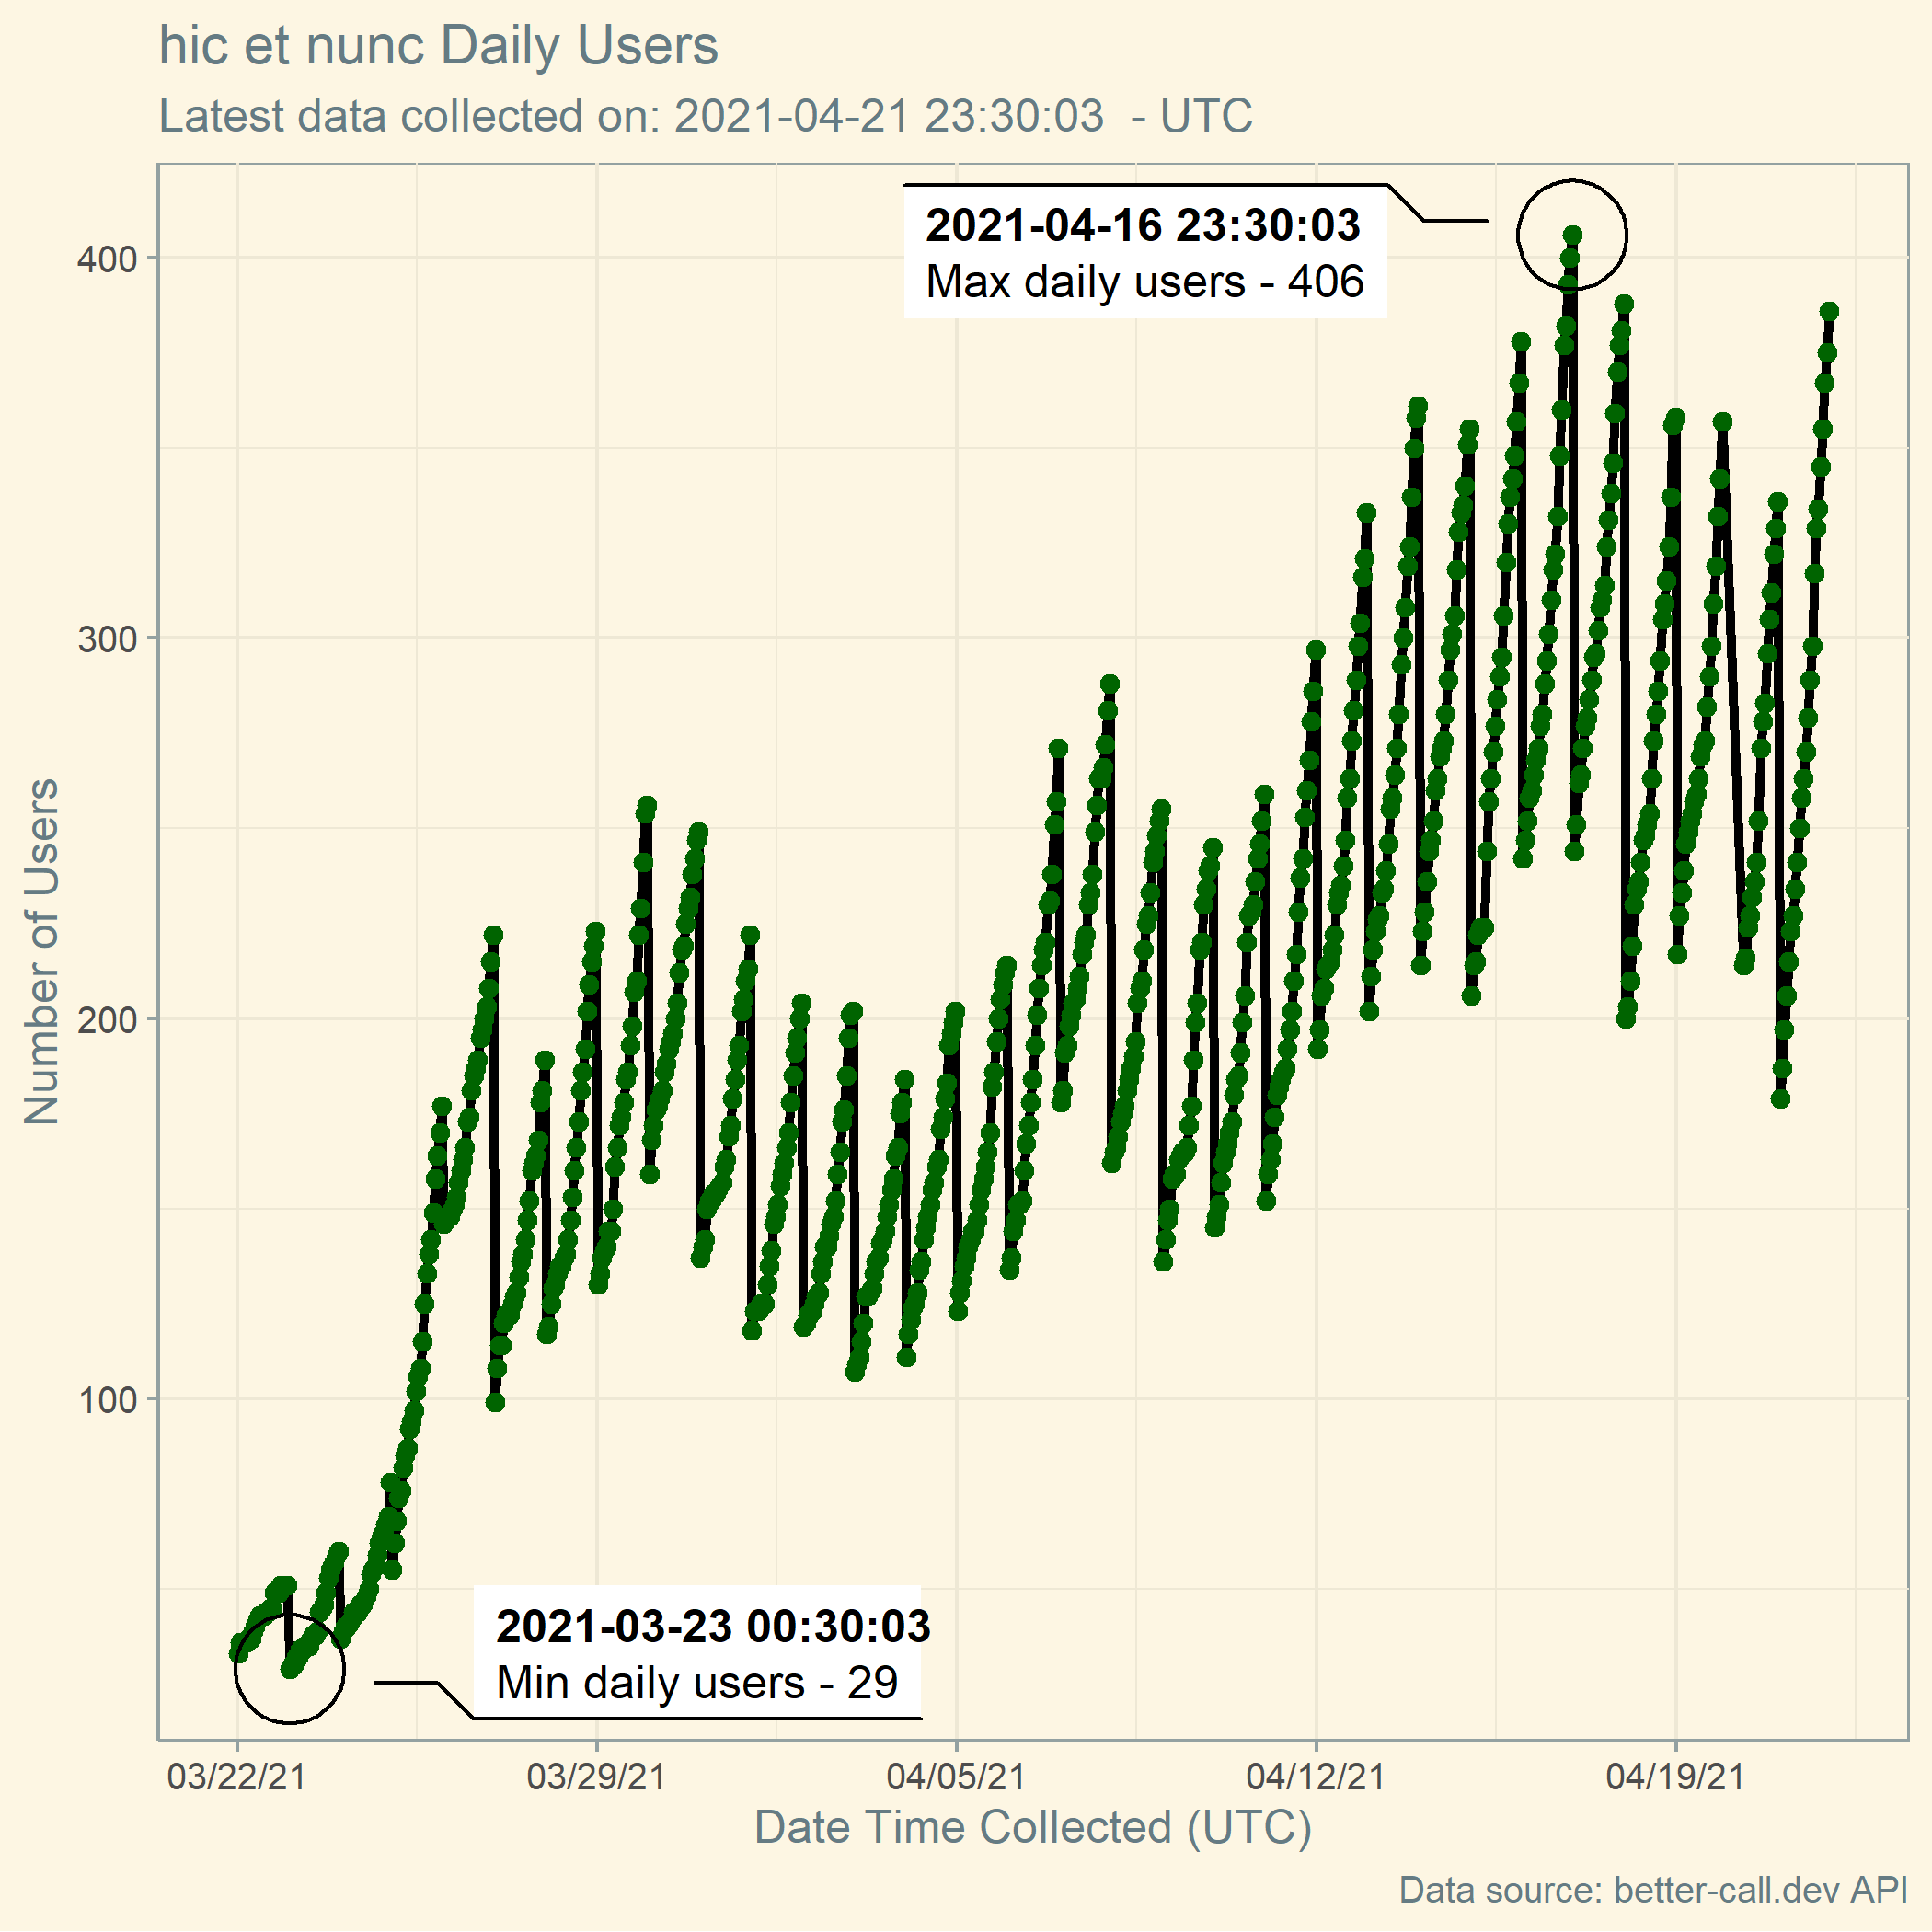 hic et nunc Daily Users
Latest data collected on: 2021-04-21 23:30:03  - UTC
2021-04-16 23:30:03
Max daily users - 406
400
300
200
100
Number of Users
2021-03-23 00:30:03
Min daily users - 29
03/22/21
03/29/21
04/05/21
04/12/21
04/19/21
Date Time Collected (UTC)
Data source: better-call.dev API